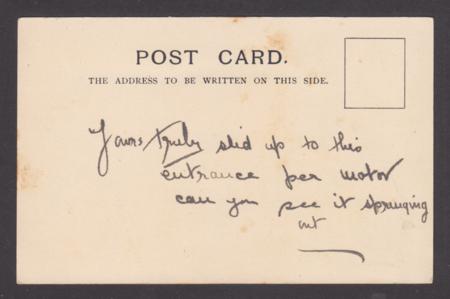 POST CARD.
THE ADDRESS TO BE WRITTEN ON THIS SIDE.
Yours truly slid up to this
entrance per motor
can you see it spranging
out